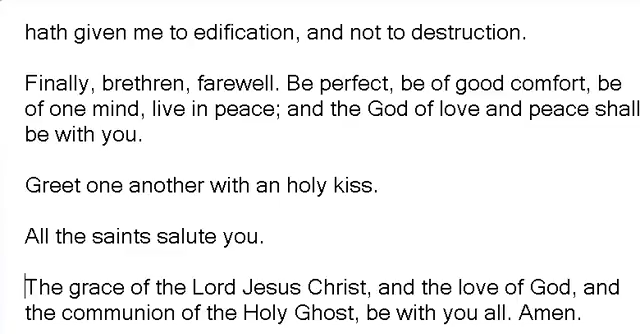 hath given me to edification, and not to destruction.
Finally, brethren, farewell. Be perfect, be of good comfort, be
of one mind, live in peace; and the God of love and peace shall
be with you.
Greet one another with an holy kiss.
All the saints salute you.
The grace of the Lord Jesus Christ, and the love of God, and
the communion of the Holy Ghost, be with you all. Amen.